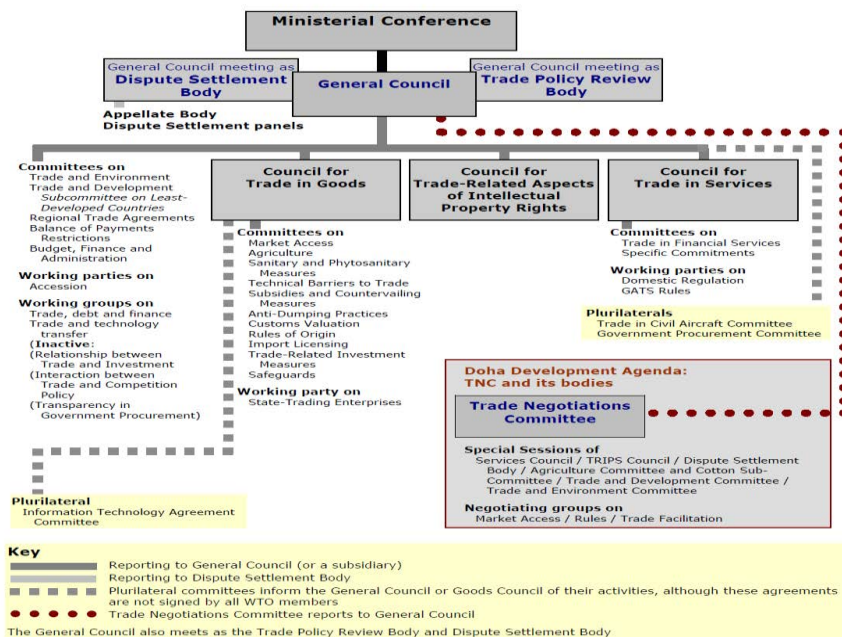 Ministerial Conference
General Council meeting as
Dispute Settlement
Body
General Council
General Council meeting as
Trade Policy Review
Body
Appellate Body
Dispute Settlement panels
Committees on
Trade and Environment
Trade and Development
Subcommittee on Least-
Developed Countries
Regional Trade Agreements
Balance of Payments
Restrictions
Budget, Finance and
Administration
Working parties on
Accession
Working groups on
Trade, debt and finance
Trade and technology
transfer
(Inactive:
(Relationship between
Trade and Investment
(Interaction between
Trade and Competition
Policy
(Transparency in
Government Procurement)
Plurilateral
Information Technology Agreement
Committee
Council for
Trade in Goods
Committees on
Market Access
Agriculture
Sanitary and Phytosanitary
Measures
Technical Barriers to Trade
Subsidies and Countervailing
Measures
Anti-Dumping Practices
Customs Valuation
Rules of Origin
Import Licensing
Trade-Related Investment
Measures
Safeguards
Working party on
State-Trading Enterprises
Council for
Trade-Related Aspects
of Intellectual
Property Rights
Council for
Trade in Services
Committees on
Trade in Financial Services
Specific Commitments
Working parties on
Domestic Regulation
GATS Rules
Plurilaterals
Trade in Civil Aircraft Committee
Government Procurement Committee
Doha Development Agenda:
TNC and its bodies
Trade Negotiations
Committee
Special Sessions of
Services Council / TRIPS Council / Dispute Settlement
Body / Agriculture Committee and Cotton Sub-
Committee / Trade and Development Committee /
Trade and Environment Committee
Negotiating groups on
Market Access / Rules / Trade Facilitation
Key
Reporting to General Council (or a subsidiary)
Reporting to Dispute Settlement Body
Plurilateral committees inform the General Council or Goods Council of their activities, although these agreements
are not signed by all WTO members
Trade Negotiations Committee reports to General Council
The General Council also meets as the Trade Policy Review Body and Dispute Settlement Body